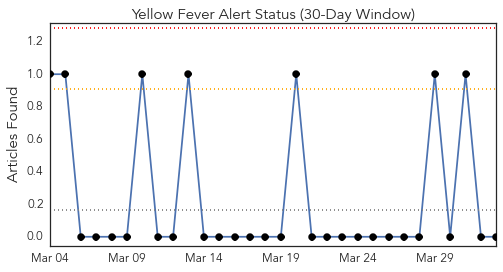 Yellow Fever Alert Status (30-Day Window)
Articles Found
1.2
1.0
0.8
0.6
0.4
0.2
0.0
Mar 04 Mar 09 Mar 14 Mar 19 Mar 24 Mar 29